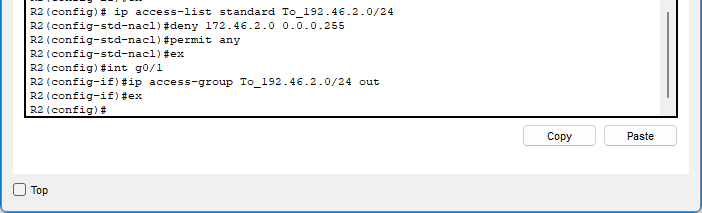 R2(config)# ip access-list standard To_192.46.2.0/24
R2(config-std-nacl)#deny 172.46.2.0 0.0.0.255
R2(config-std-nacl)#permit any
R2(config-std-nacl)#ex
R2(config)#int g0/1
R2(config-if)#ip access-group To_192.46.2.0/24 out
R2(config-if)#ex
R2(config)#
Copy Paste
Top